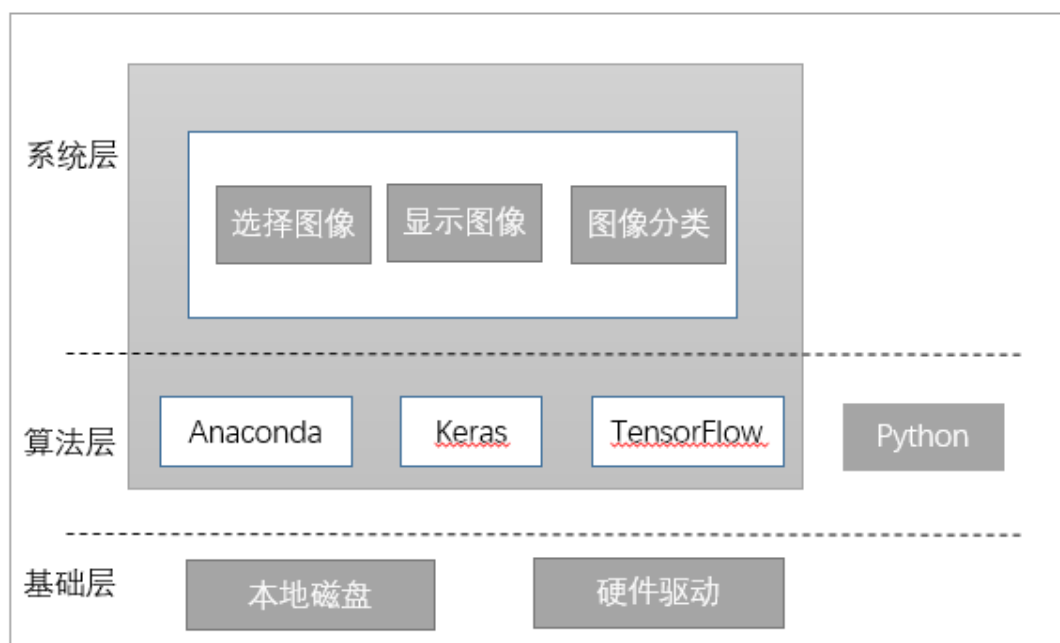 系统层
选择图像
显示图像
图像分类
算法层
Anaconda
Keras
TensorFlow
Python
基础层
本地磁盘
硬件驱动